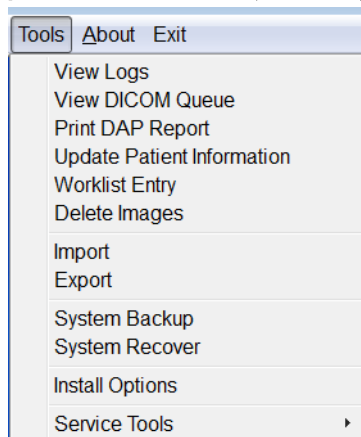 Tools About Exit
View Logs
View DICOM Queue
Print DAP Report
Update Patient Information
Worklist Entry
Delete Images
Import
Export
System Backup
System Recover
Install Options
Service Tools